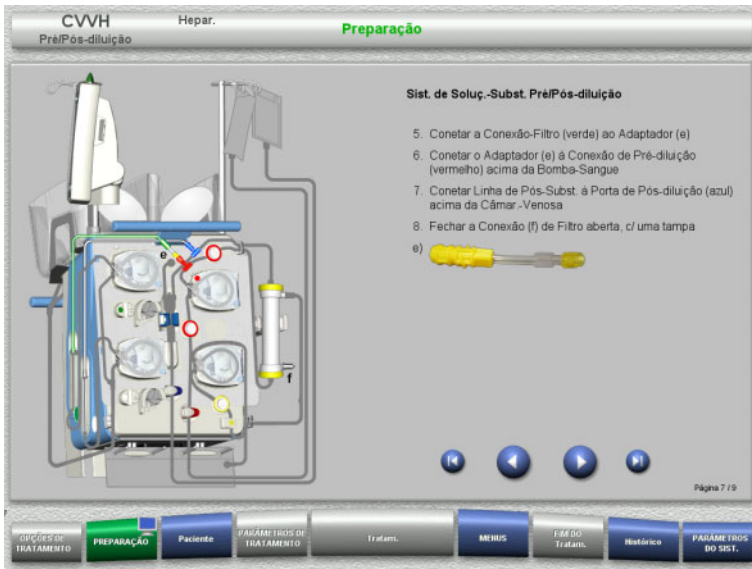 CVVH
Hepar.
Pré/Pós-diluição
Preparação
Sist. de Soluç.-Subst. Pré/Pós-diluição
5. Conetar a Conexão-Filtro (verde) ao Adaptador (e)
6. Conetar o Adaptador (e) á Conexão de Pré-diluição
(vermelho) acima da Bomba-Sangue
7. Conetar Linha de Pós-Subst. á Porta de Pós-diluição (azul)
acima da Câmar.-Venosa
8. Fechar a Conexão (f) de Filtro aberta, c/ uma tampa
e)
e
f
Página 7 / 9
OPÇÕES DE
TRATAMENTO
PREPARAÇÃO
Paciente
PARÂMETROS DE
TRATAMENTO
Tratam.
MENUS
FIM DO
Tratam.
Histórico
PARÂMETROS
DO SIST.